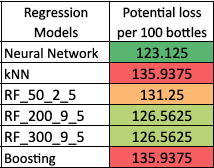 Regression Models
Potential loss per 100 bottles
Neural Network 123.125
kNN 135.9375
RF_50_2_5 131.25
RF_200_9_5 126.5625
RF_300_9_5 126.5625
Boosting 135.9375